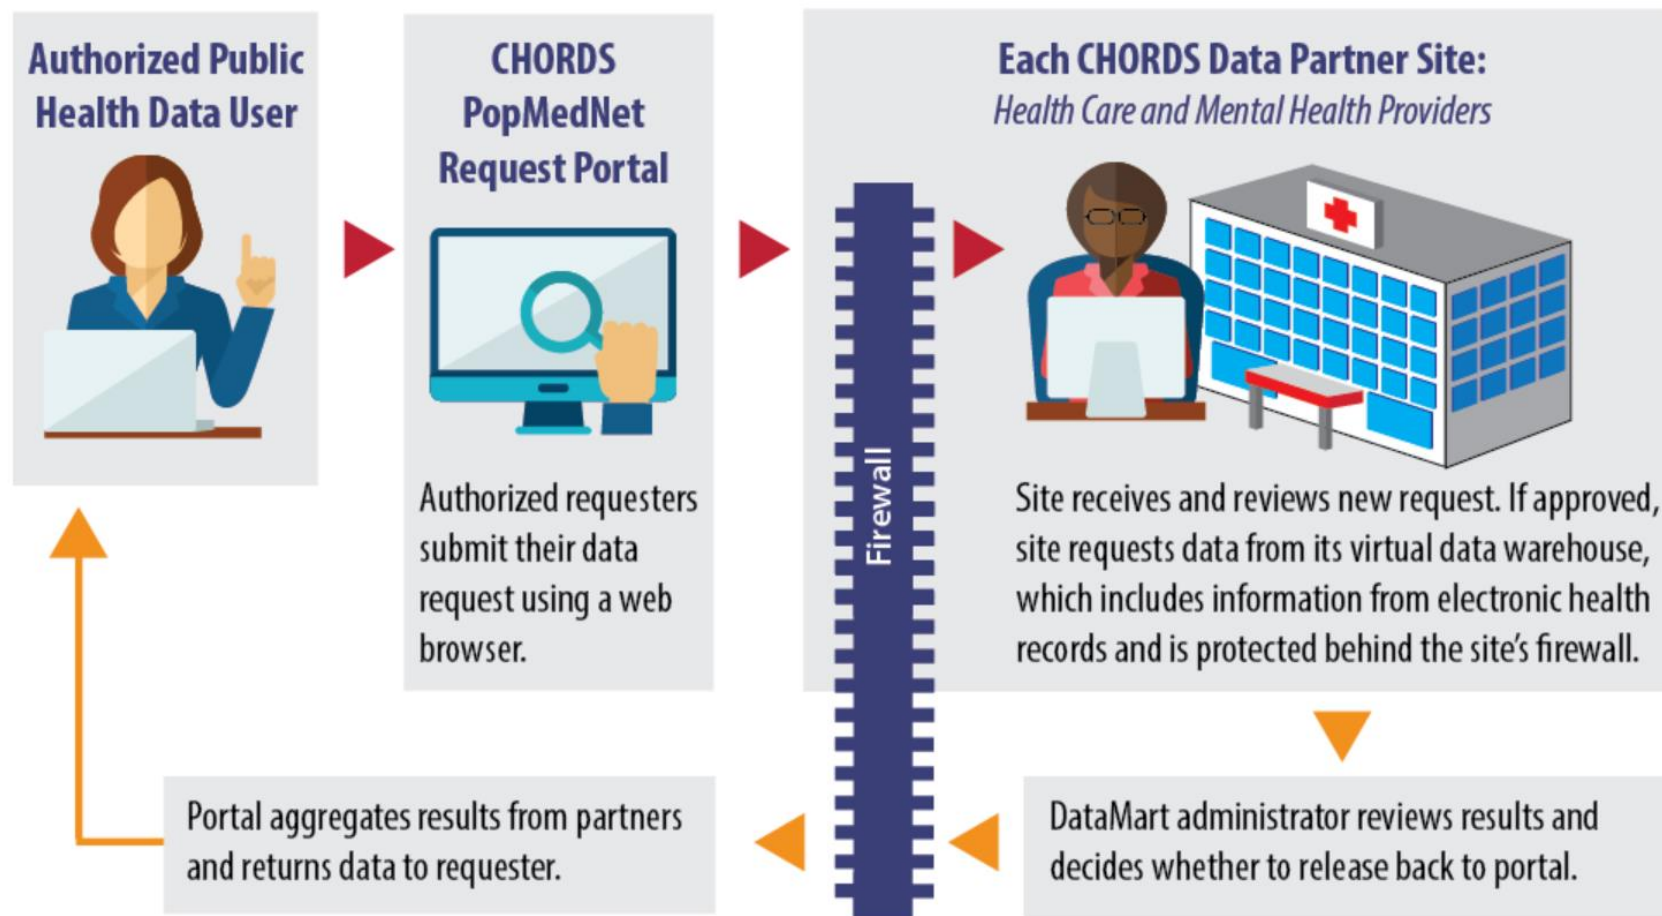 Authorized Public
Health Data User
CHORDS
PopMedNet
Request Portal
Authorized requesters
submit their data
request using a web
browser.
Firewall
Each CHORDS Data Partner Site:
Health Care and Mental Health Providers
Site receives and reviews new request. If approved,
site requests data from its virtual data warehouse,
which includes information from electronic health
records and is protected behind the site’s firewall.
DataMart administrator reviews results and
decides whether to release back to portal.
Portal aggregates results from partners
and returns data to requester.